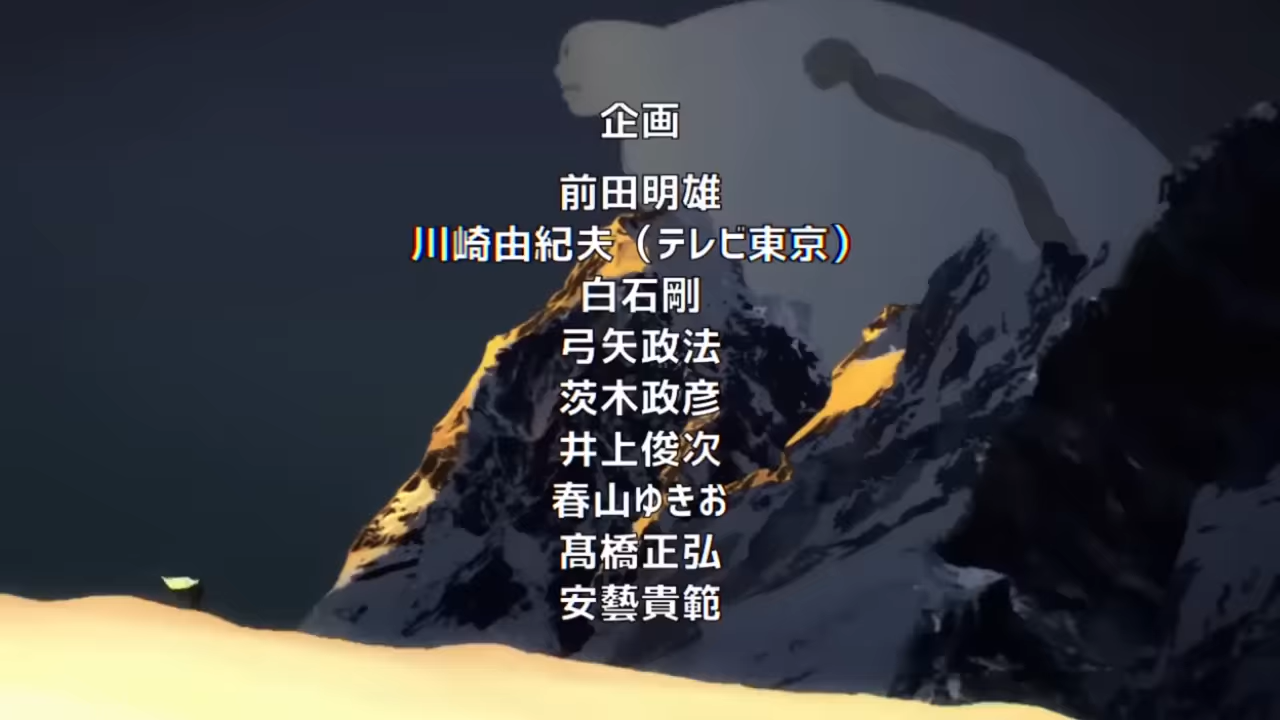 企画
前田明雄
川崎由紀夫（テレビ東京）
白石剛
弓矢政法
茨木政彦
井上俊次
春山ゆきお
髙橋正弘
安藝貴範